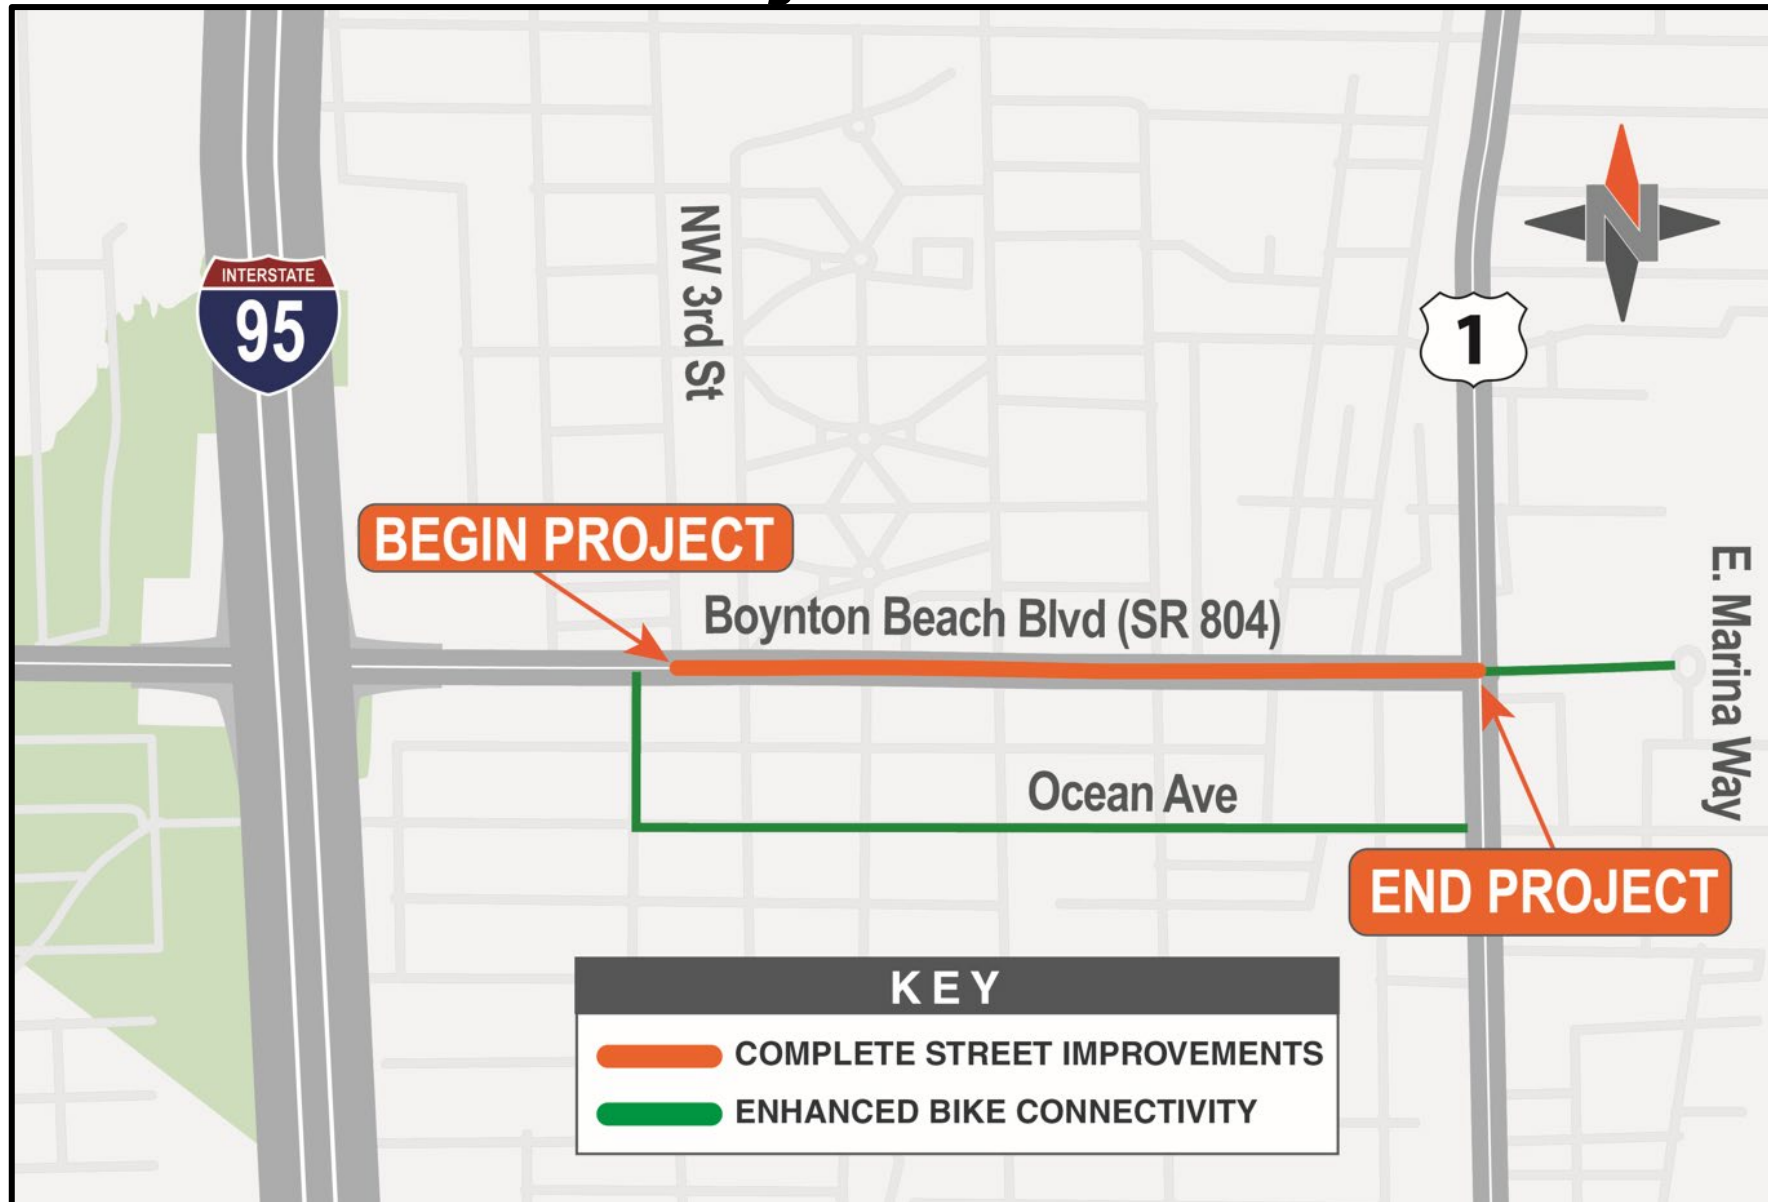 INTERSTATE
95
NW 3rd St
N
1
BEGIN PROJECT
Boynton Beach Blvd (SR 804)
E. Marina Way
Ocean Ave
END PROJECT
KEY
COMPLETE STREET IMPROVEMENTS
ENHANCED BIKE CONNECTIVITY